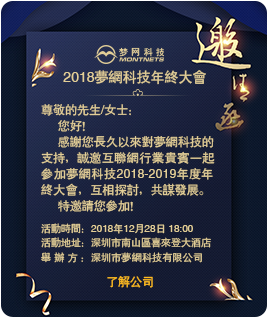 邀请函
梦网科技
MONTNETS
2018夢網科技年终大會
尊敬的先生/女士：
您好!
感謝您長久以來對夢網科技的
支持，誠邀互聯網行業貴賓一起
參加夢網科技2018-2019年度年
終大會，互相探討，共謀發展。
特邀請您參加!
活動時間：2018年12月28日 18:00
活動地址：深圳市南山區喜來登大酒店
舉 辦 方：深圳市夢網科技有限公司
了解公司